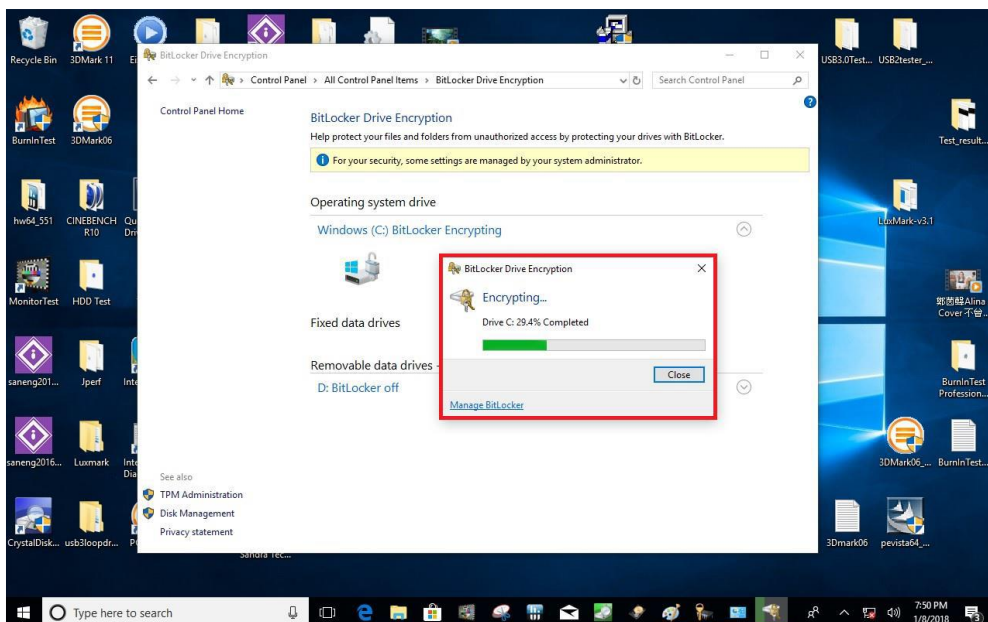 BitLocker Drive Encryption
Control Panel > All Control Panel Items > BitLocker Drive Encryption
Search Control Panel
Control Panel Home
BitLocker Drive Encryption
Help protect your files and folders from unauthorized access by protecting your drives with BitLocker.
For your security, some settings are managed by your system administrator.
Operating system drive
Windows (C:) BitLocker Encrypting
BitLocker Drive Encryption
Encrypting...
Drive C: 29.4% Completed
Close
Manage BitLocker
Fixed data drives
Removable data drives -
D: BitLocker off
See also
TPM Administration
Disk Management
Privacy statement
Recycle Bin
3DMark 11
BurnInTest
3DMark06
hw64_551
CINEBENCH
R10
MonitorTest
HDD Test
saneng201...
Jperf
saneng2016...
Luxmark
CrystalDisk...
usb3loopdr...
USB3.0Test...
USB2tester_...
Test_result...
LuxMark-v3.1
Cover 不曾...
BurnInTest
Profession...
3DMark06_...
BurnInTest...
3Dmark06
pevista64_...
Type here to search
7:50 PM
1/8/2018